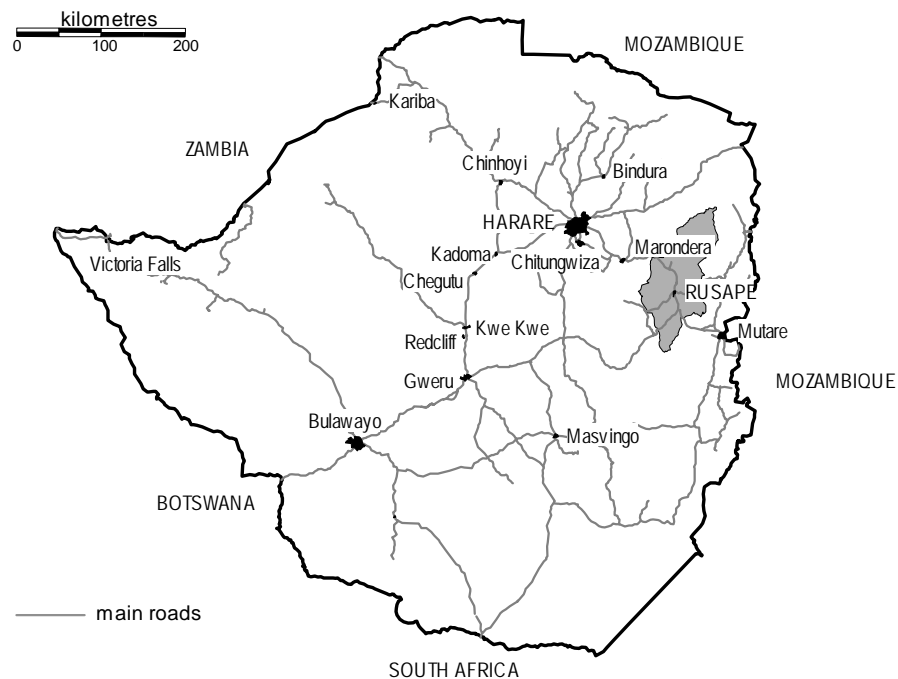 kilometres
0 100 200
MOZAMBIQUE
Kariba
ZAMBIA
Chinhoyi
Bindura
HARARE
Marondera
Kadoma
Chitungwiza
Victoria Falls
Chegutu
RUSAPE
Kwe Kwe
Mutare
Redcliff
Gweru
MOZAMBIQUE
Bulawayo
Masvingo
BOTSWANA
main roads
SOUTH AFRICA